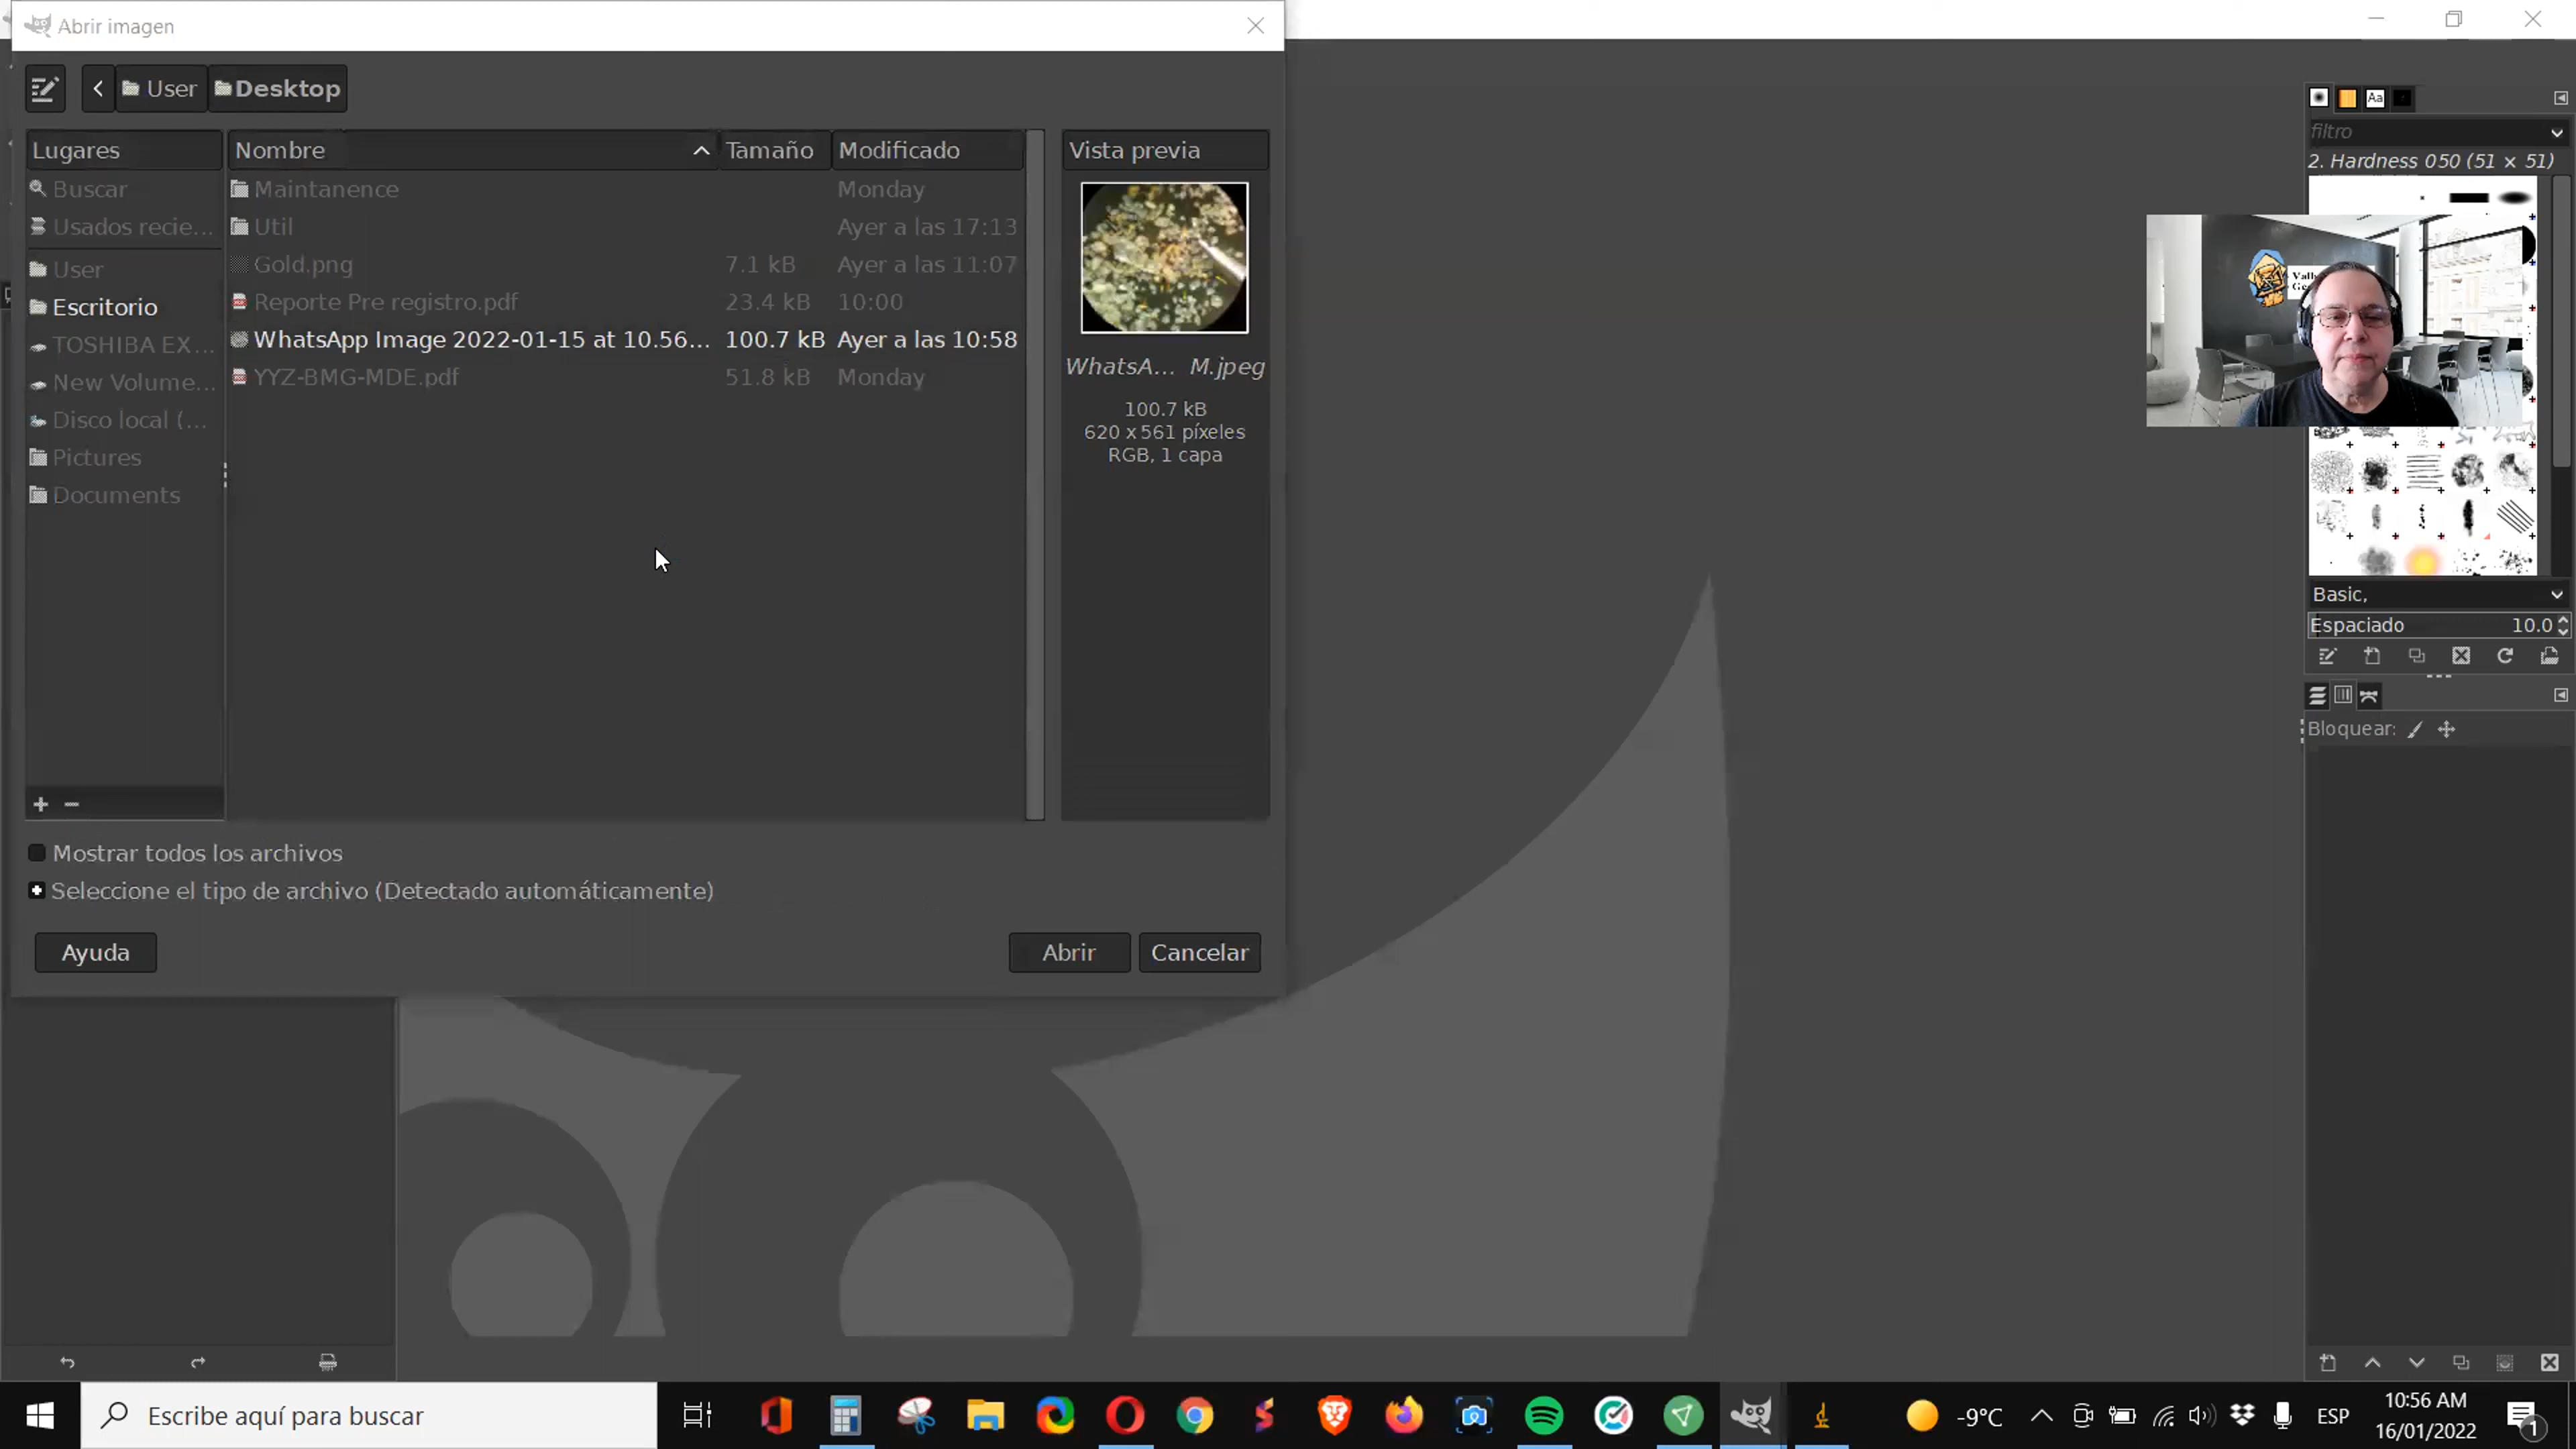 Abrir imagen
User
Desktop
Lugares
Buscar
Usados recie...
User
Escritorio
TOSHIBA EX...
New Volume...
Disco local (...
Pictures
Documents
Nombre Tamaño Modificado
Maintanence Monday
Util Ayer a las 17:13
Gold.png 7.1 kB Ayer a las 11:07
Reporte Pre registro.pdf 23.4 kB 10:00
WhatsApp Image 2022-01-15 at 10.56... 100.7 kB Ayer a las 10:58
YYZ-BMG-MDE.pdf 51.8 kB Monday
Vista previa
WhatsA... M.jpeg
100.7 kB
620 x 561 píxeles
RGB, 1 capa
Mostrar todos los archivos
Seleccione el tipo de archivo (Detectado automáticamente)
Ayuda
Abrir
Cancelar
Aa
filtro
2. Hardness 050 (51 × 51)
Basic,
Espaciado 10.0
Bloquear:
Escribe aquí para buscar
-9°C
ESP
10:56 AM
16/01/2022
1